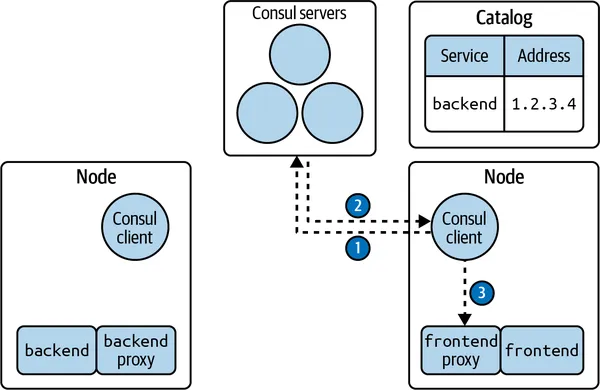 Consul servers
Catalog
Service Address
backend 1.2.3.4
Node
Consul
client
backend
backend
proxy
2
1
Node
Consul
client
3
frontend
proxy
frontend